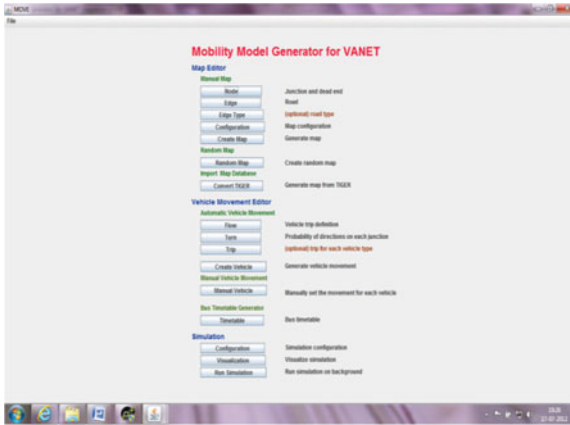 MOVE
File
Mobility Model Generator for VANET
Map Editor
Manual Map
Node Junction and dead end
Edge Road
Edge Type (optional) road type
Configuration Map configuration
Create Map Generate map
Random Map
Random Map Create random map
Import Map Database
Convert TIGER Generate map from TIGER
Vehicle Movement Editor
Automatic Vehicle Movement
Flow Vehicle trip definition
Turn Probability of directions on each junction
Trip (optional) trip for each vehicle type
Create Vehicle Generate vehicle movement
Manual Vehicle Movement
Manual Vehicle Manually set the movement for each vehicle
Bus Timetable Generator
Timetable Bus timetable
Simulation
Configuration Simulation configuration
Visualization Visualize simulation
Run Simulation Run simulation on background